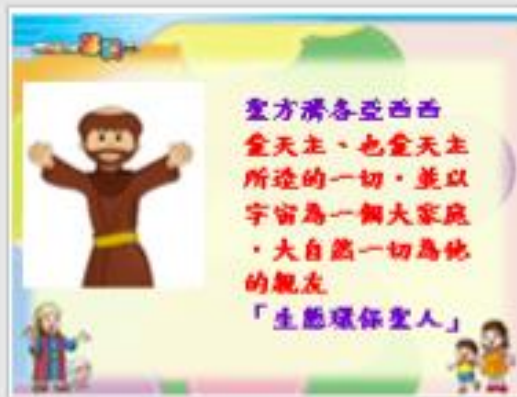 聖方濟各亞西西
愛天主、也愛天主
所造的一切，並以
宇宙為一個大家庭
，大自然一切為他
的親友
「生態環保聖人」